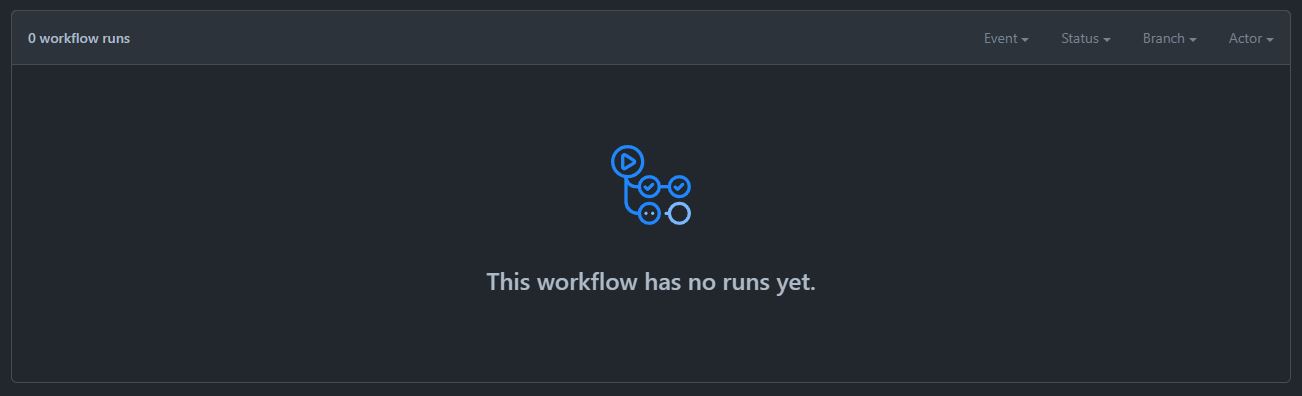 0 workflow runs
Event Status Branch Actor
This workflow has no runs yet.